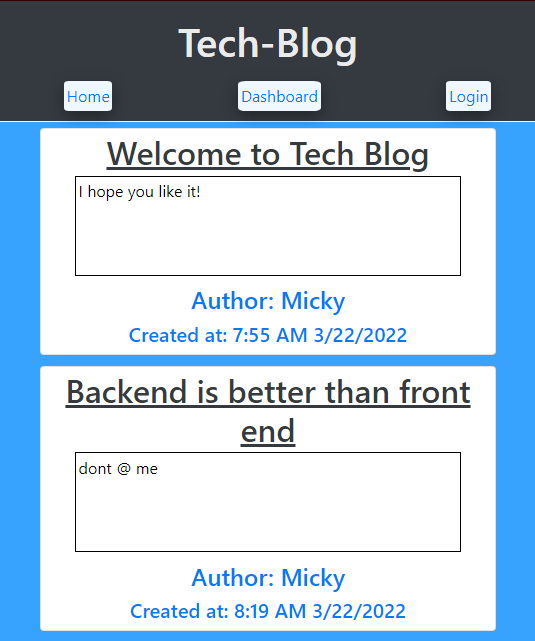 Tech-Blog
Home Dashboard Login
Welcome to Tech Blog
I hope you like it!
Author: Micky
Created at: 7:55 AM 3/22/2022
Backend is better than front
end
dont @ me
Author: Micky
Created at: 8:19 AM 3/22/2022